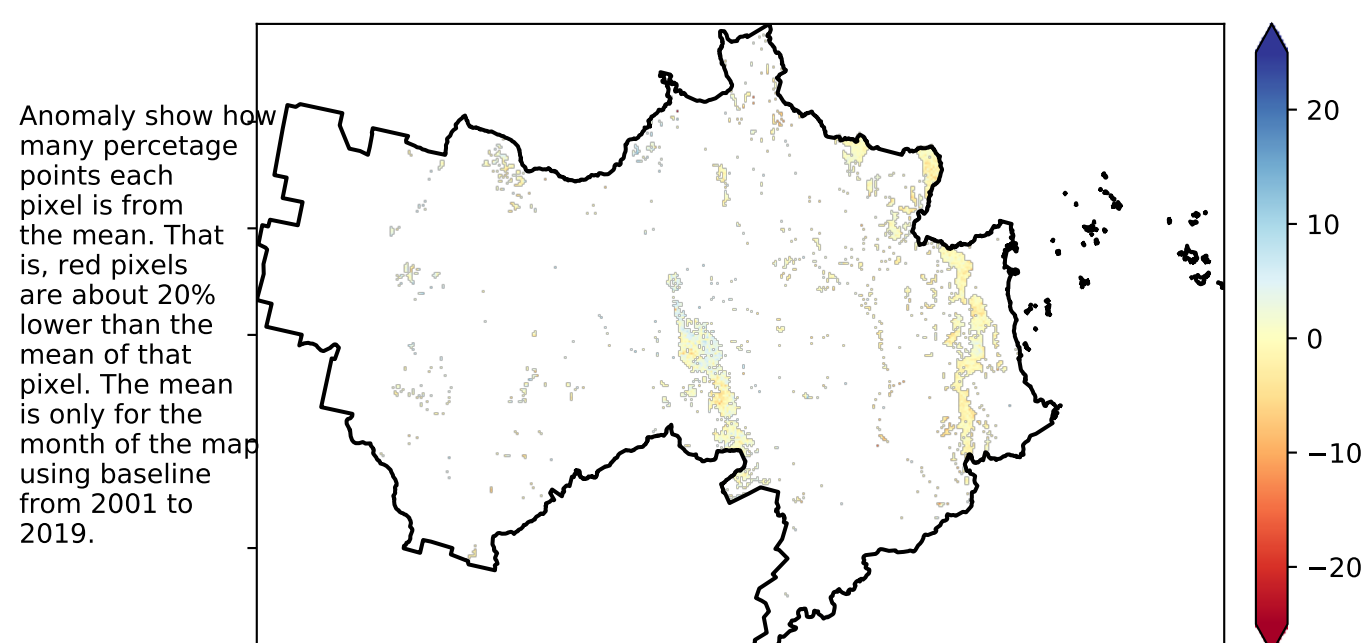 Anomaly show how
many percetage
points each
pixel is from
the mean. That
is, red pixels
are about 20%
lower than the
mean of that
pixel. The mean
is only for the
month of the map
using baseline
from 2001 to
2019.
20
10
0
−10
−20